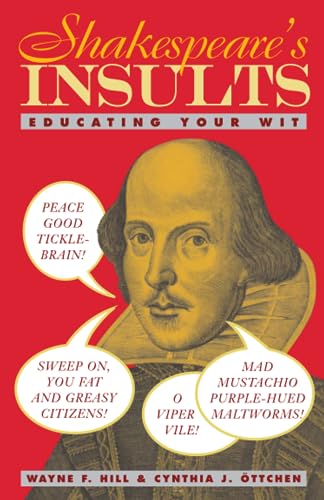 Shakespeare's
INSULTS
EDUCATING YOUR WIT
PEACE
GOOD
TICKLE-
BRAIN!
SWEEP ON,
YOU FAT
AND GREASY
CITIZENS!
O
VIPER
VILE!
MAD
MUSTACHIO
PURPLE-HUED
MALTWORMS!
WAYNE F. HILL & CYNTHIA J. ÖTTCHEN